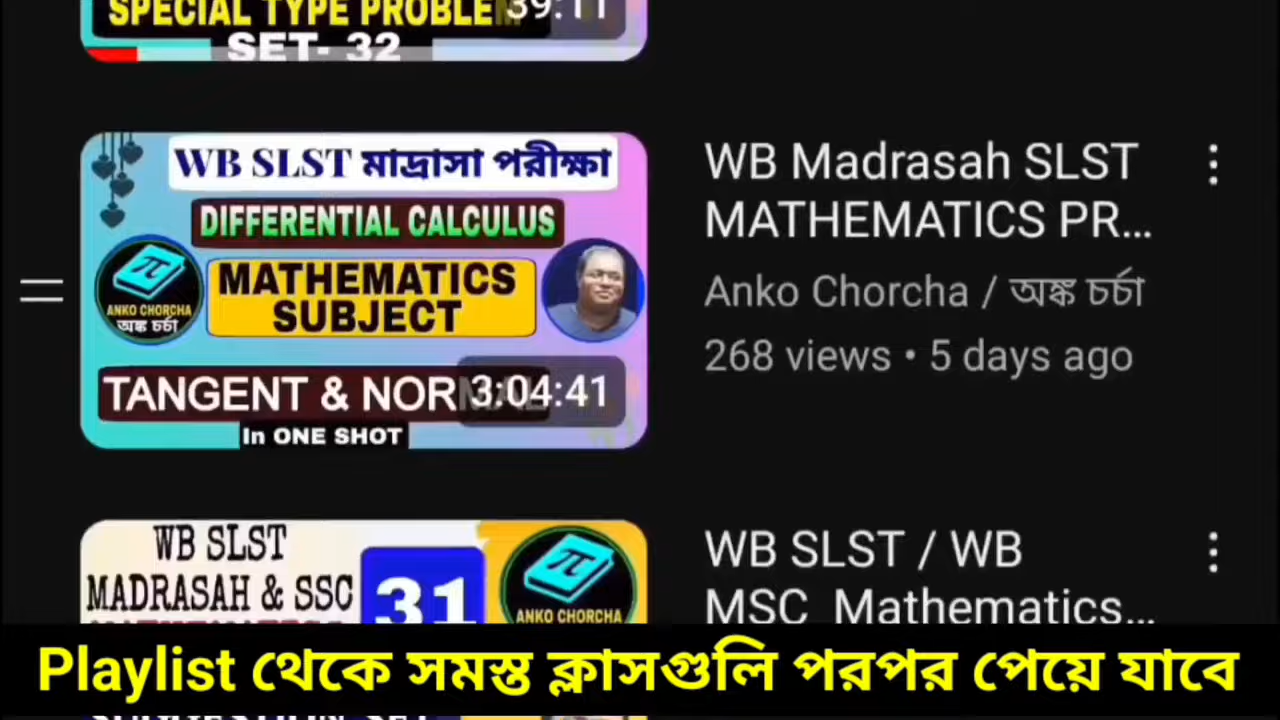 SPECIAL TYPE PROBLEM
39:11
SET- 32
WB SLST মাদ্রাসা পরীক্ষা
DIFFERENTIAL CALCULUS
MATHEMATICS
SUBJECT
ANKO CHORCHA
অঙ্ক চর্চা
TANGENT & NORMAL
3:04:41
In ONE SHOT
WB Madrasah SLST
MATHEMATICS PR...
Anko Chorcha / অঙ্ক চর্চা
268 views • 5 days ago
WB SLST
MADRASAH & SSC
31
ANKO CHORCHA
WB SLST / WB
MSC Mathematics...
Playlist থেকে সমস্ত ক্লাসগুলি পরপর পেয়ে যাবে